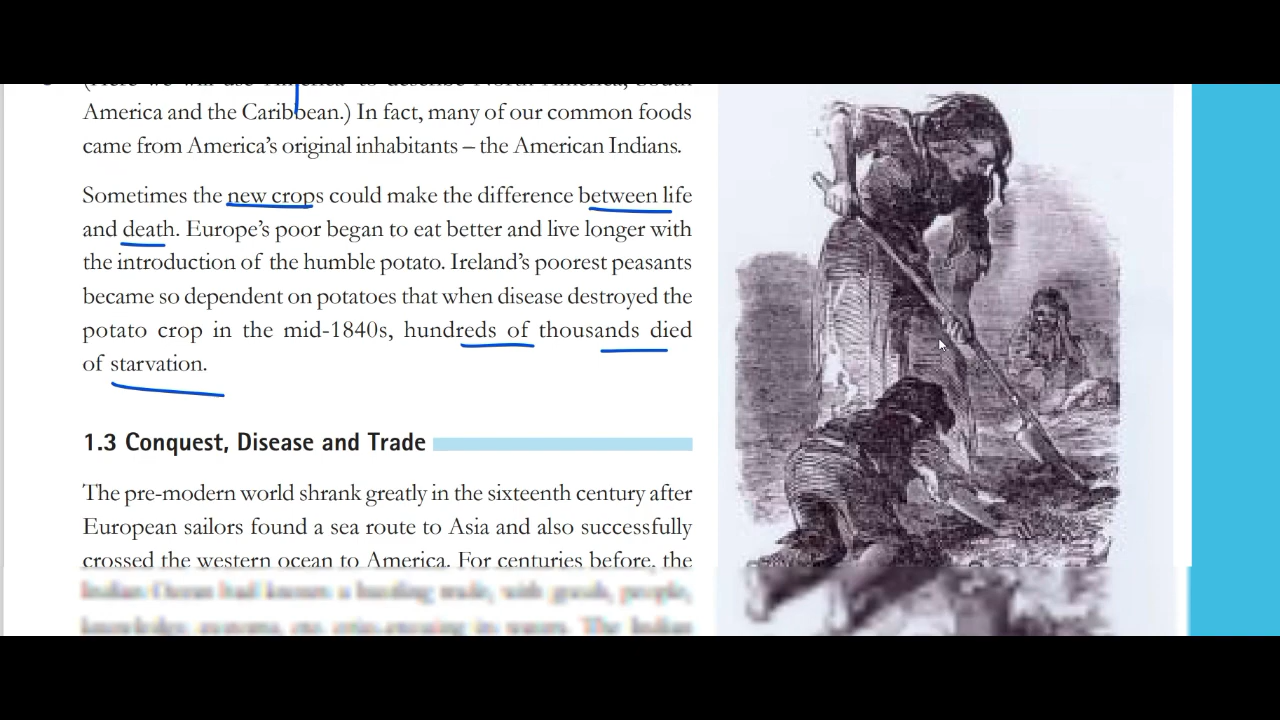 America and the Caribbean.) In fact, many of our common foods
came from America's original inhabitants – the American Indians.
Sometimes the new crops could make the difference between life
and death. Europe's poor began to eat better and live longer with
the introduction of the humble potato. Ireland's poorest peasants
became so dependent on potatoes that when disease destroyed the
potato crop in the mid-1840s, hundreds of thousands died
of starvation.
1.3 Conquest, Disease and Trade
The pre-modern world shrank greatly in the sixteenth century after
European sailors found a sea route to Asia and also successfully
crossed the western ocean to America. For centuries before, the